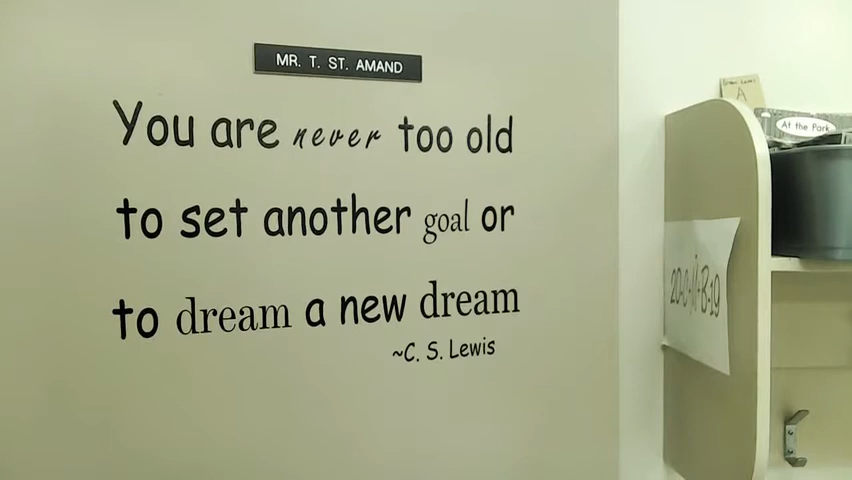 MR. T. ST. AMAND
You are never too old
to set another goal or
to dream a new dream
~C. S. Lewis
A
At the Park